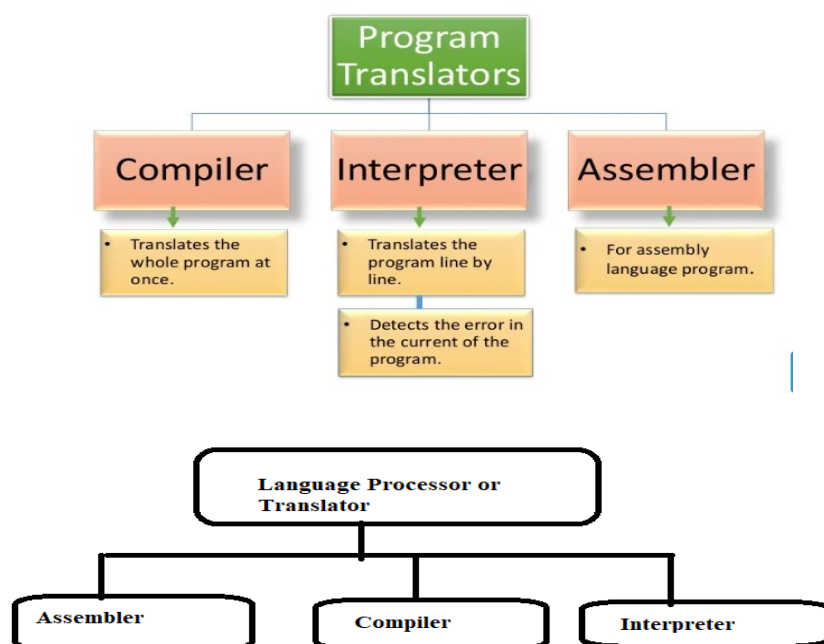 Program
Translators
Compiler
Interpreter
Assembler
• Translates the
whole program at
once.
• Translates the
program line by
line.
• For assembly
language program.
• Detects the error in
the current of the
program.
Language Processor or
Translator
Assembler
Compiler
Interpreter